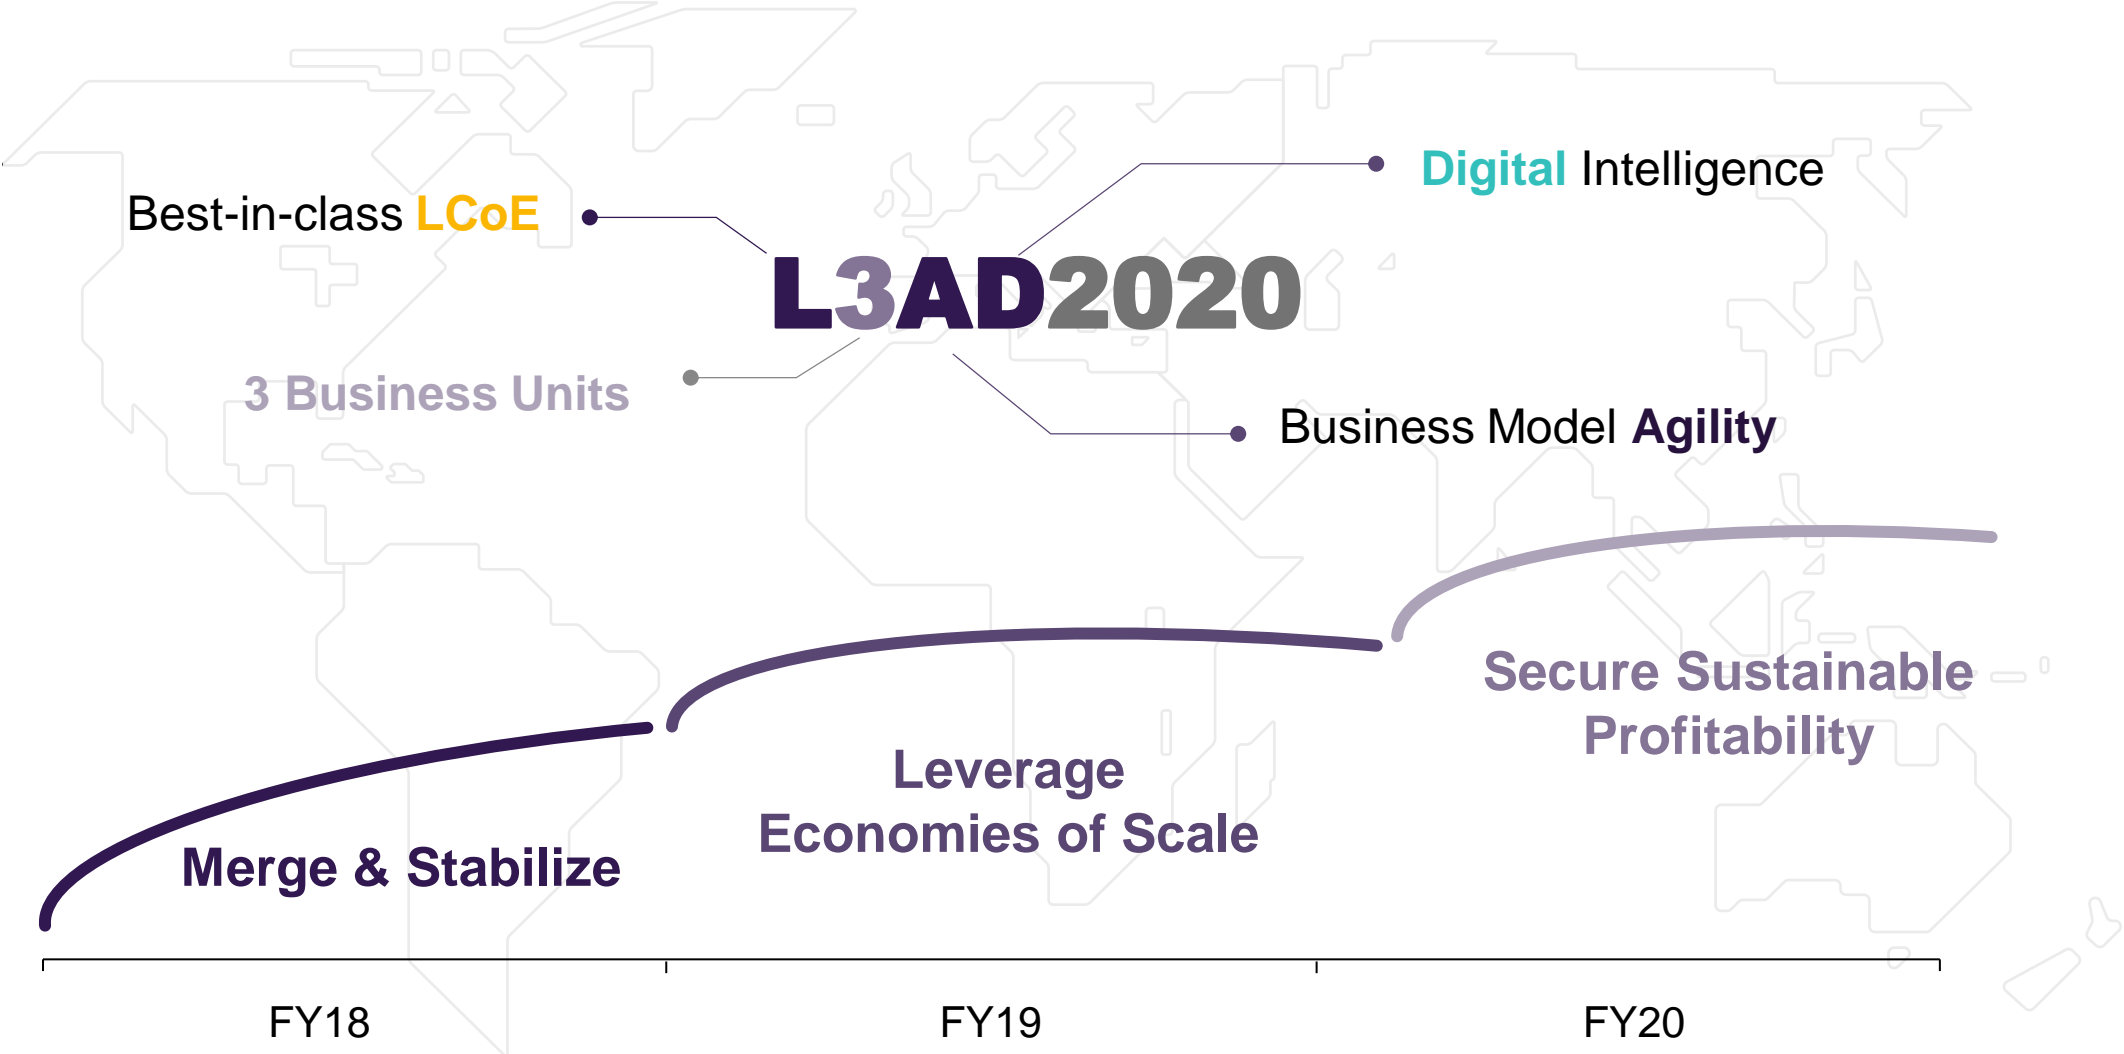 Digital Intelligence
Best-in-class LCoE
L3AD2020
3 Business Units
Business Model Agility
Secure Sustainable
Profitability
Leverage
Economies of Scale
Merge & Stabilize
FY18
FY19
FY20